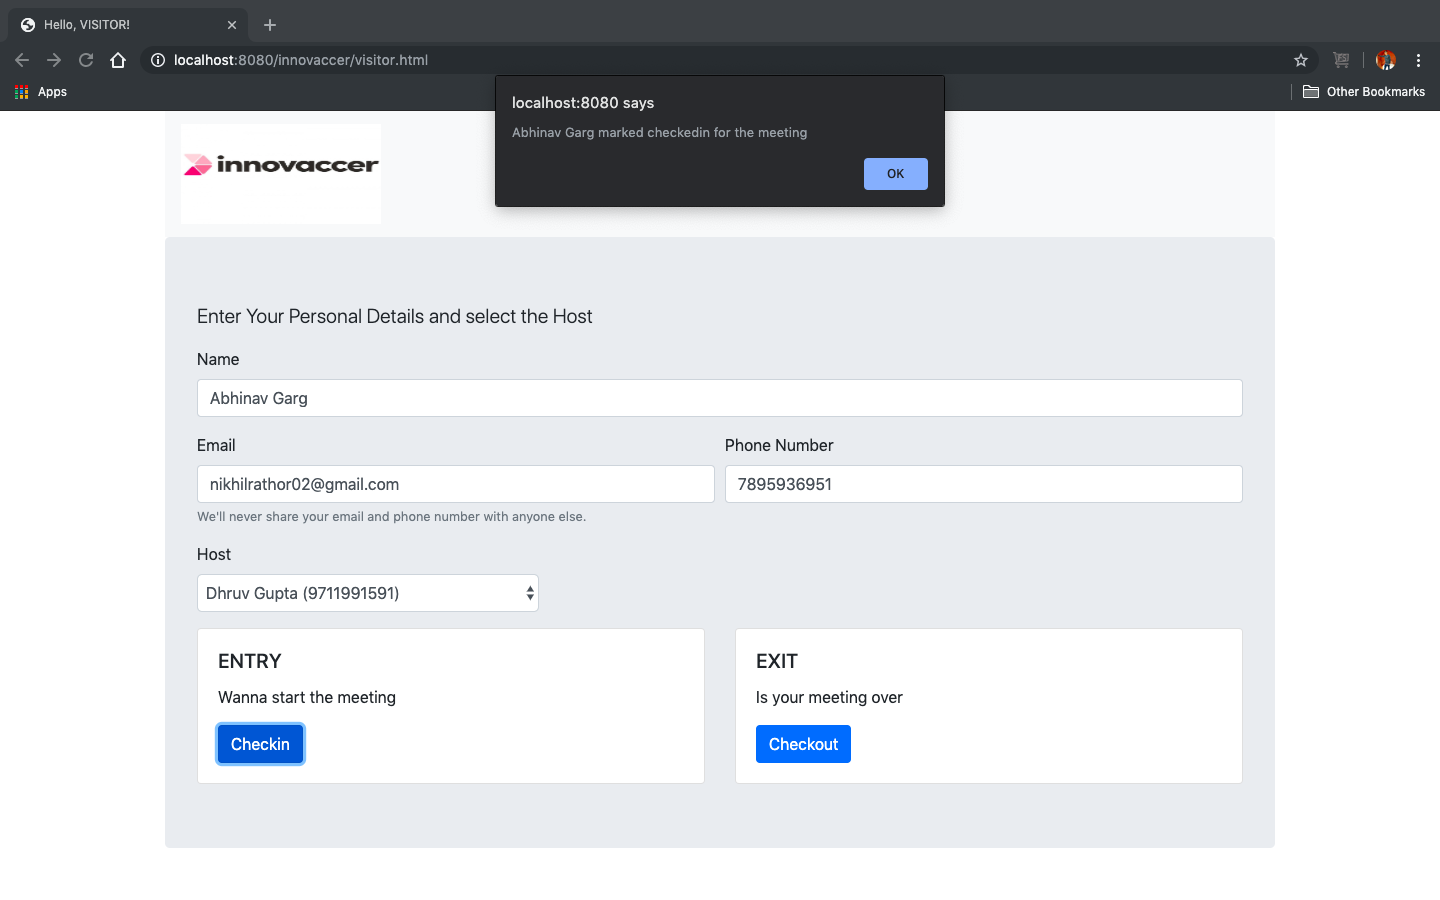 Hello, VISITOR!
localhost:8080/innovaccer/visitor.html
Apps
Other Bookmarks
localhost:8080 says
Abhinav Garg marked checkedin for the meeting
OK
innovaccer
Enter Your Personal Details and select the Host
Name
Abhinav Garg
Email
Phone Number
nikhilrathor02@gmail.com
7895936951
We'll never share your email and phone number with anyone else.
Host
Dhruv Gupta (9711991591)
ENTRY
Wanna start the meeting
Checkin
EXIT
Is your meeting over
Checkout